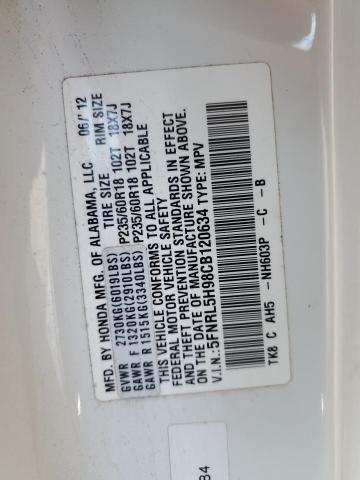 MFD. BY HONDA MFG. OF ALABAMA, LLC. 06/'12
TIRE SIZE RIM SIZE
GVWR 2730KG(6019LBS)
GAWR F 1320KG(2910LBS) P235/60R18 102T 18X7J
GAWR R 1515KG(3340LBS) P235/60R18 102T 18X7J
THIS VEHICLE CONFORMS TO ALL APPLICABLE
FEDERAL MOTOR VEHICLE SAFETY
AND THEFT PREVENTION STANDARDS IN EFFECT
ON THE DATE OF MANUFACTURE SHOWN ABOVE.
V.I.N.: 5FNRL5H98CB120634 TYPE: MPV
TK8 C AH5 - NH603P - C - B
84